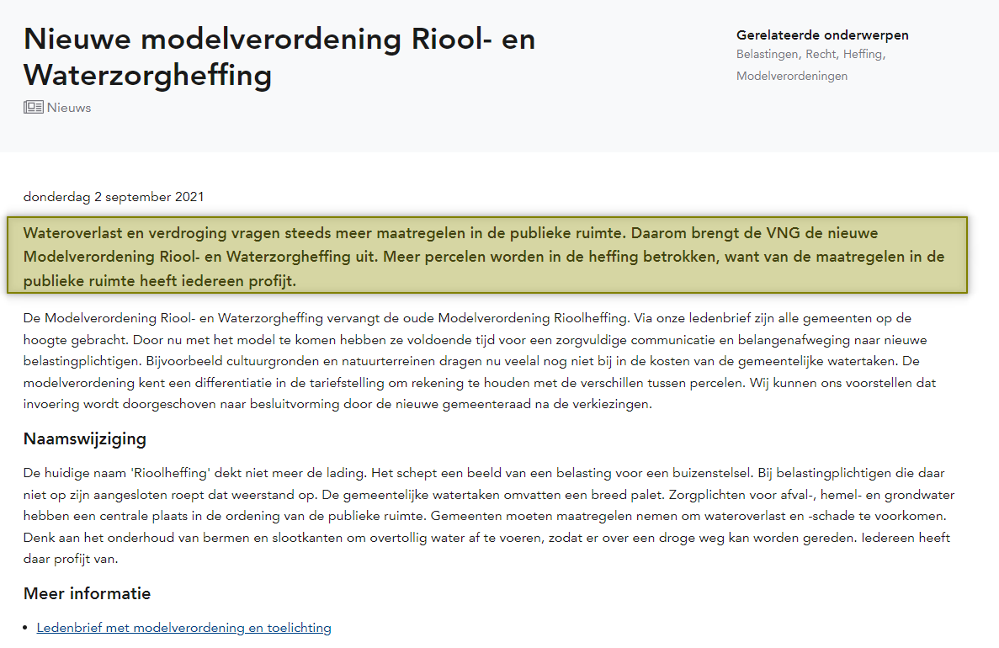 Nieuwe modelverordening Riool- en
Waterzorgheffing
Nieuws
Gerelateerde onderwerpen
Belastingen, Recht, Heffing,
Modelverordeningen
donderdag 2 september 2021
Wateroverlast en verdroging vragen steeds meer maatregelen in de publieke ruimte. Daarom brengt de VNG de nieuwe
Modelverordening Riool- en Waterzorgheffing uit. Meer percelen worden in de heffing betrokken, want van de maatregelen in de
publieke ruimte heeft iedereen profijt.
De Modelverordening Riool- en Waterzorgheffing vervangt de oude Modelverordening Rioolheffing. Via onze ledenbrief zijn alle gemeenten op de
hoogte gebracht. Door nu met het model te komen hebben ze voldoende tijd voor een zorgvuldige communicatie en belangenafweging naar nieuwe
belastingplichtigen. Bijvoorbeeld cultuurgronden en natuurterreinen dragen nu veelal nog niet bij in de kosten van de gemeentelijke watertaken. De
modelverordening kent een differentiatie in de tariefstelling om rekening te houden met de verschillen tussen percelen. Wij kunnen ons voorstellen dat
invoering wordt doorgeschoven naar besluitvorming door de nieuwe gemeenteraad na de verkiezingen.
Naamswijziging
De huidige naam 'Rioolheffing' dekt niet meer de lading. Het schept een beeld van een belasting voor een buizenstelsel. Bij belastingplichtigen die daar
niet op zijn aangesloten roept dat weerstand op. De gemeentelijke watertaken omvatten een breed palet. Zorgplichten voor afval-, hemel- en grondwater
hebben een centrale plaats in de ordening van de publieke ruimte. Gemeenten moeten maatregelen nemen om wateroverlast en -schade te voorkomen.
Denk aan het onderhoud van bermen en slootkanten om overtollig water af te voeren, zodat er over een droge weg kan worden gereden. Iedereen heeft
daar profijt van.
Meer informatie
• Ledenbrief met modelverordening en toelichting